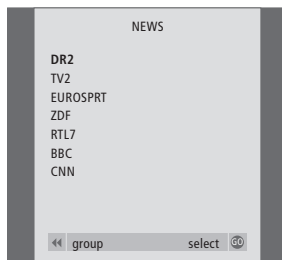 NEWS
DR2
TV2
EUROSPRT
ZDF
RTL7
BBC
CNN
group select GO